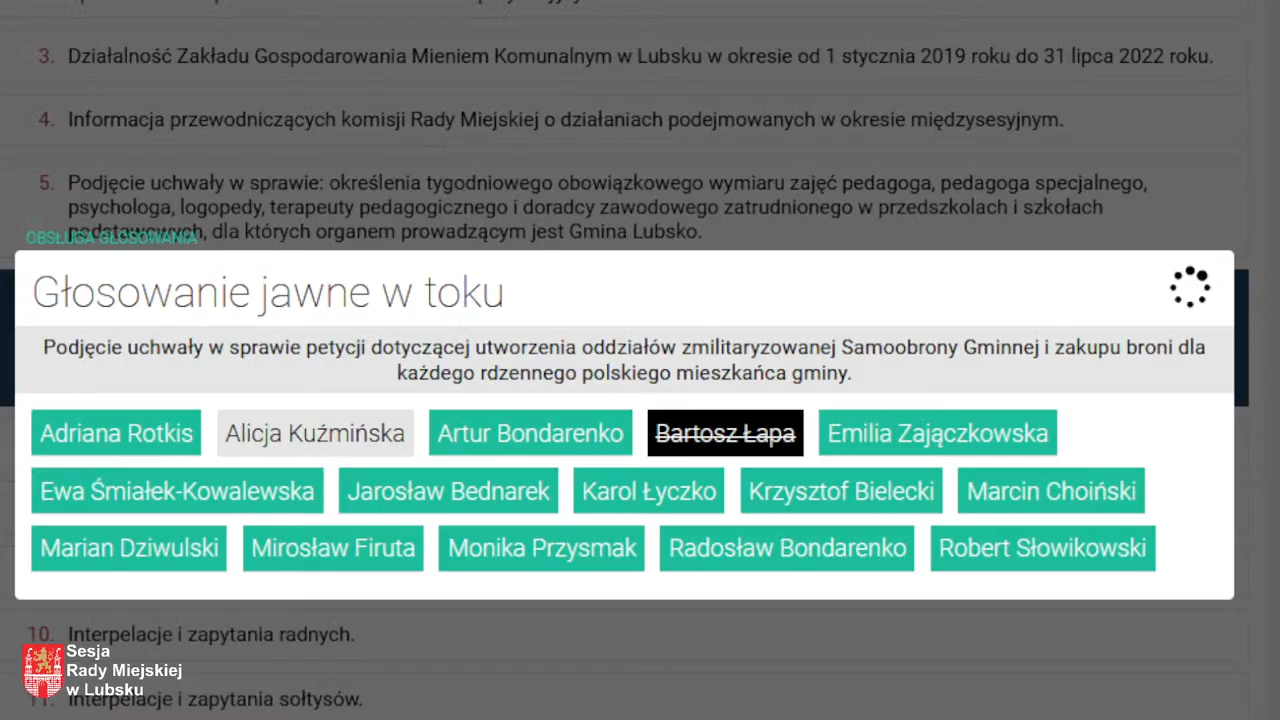 3. Działalność Zakładu Gospodarowania Mieniem Komunalnym w Lubsku w okresie od 1 stycznia 2019 roku do 31 lipca 2022 roku.
4. Informacja przewodniczących komisji Rady Miejskiej o działaniach podejmowanych w okresie międzysesyjnym.
5. Podjęcie uchwały w sprawie: określenia tygodniowego obowiązkowego wymiaru zajęć pedagoga, pedagoga specjalnego,
psychologa, logopedy, terapeuty pedagogicznego i doradcy zawodowego zatrudnionego w przedszkolach i szkołach
podstawowych, dla których organem prowadzącym jest Gmina Lubsko.
OBSŁUGA GŁOSOWANIA
Głosowanie jawne w toku
Podjęcie uchwały w sprawie petycji dotyczącej utworzenia oddziałów zmilitaryzowanej Samoobrony Gminnej i zakupu broni dla
każdego rdzennego polskiego mieszkańca gminy.
Adriana Rotkis Alicja Kuźmińska Artur Bondarenko Bartosz Łapa Emilia Zajączkowska
Ewa Śmiałek-Kowalewska Jarosław Bednarek Karol Łyczko Krzysztof Bielecki Marcin Choiński
Marian Dziwulski Mirosław Firuta Monika Przysmak Radosław Bondarenko Robert Słowikowski
10. Interpelacje i zapytania radnych.
Sesja
Rady Miejskiej
w Lubsku
11. Interpelacje i zapytania sołtysów.